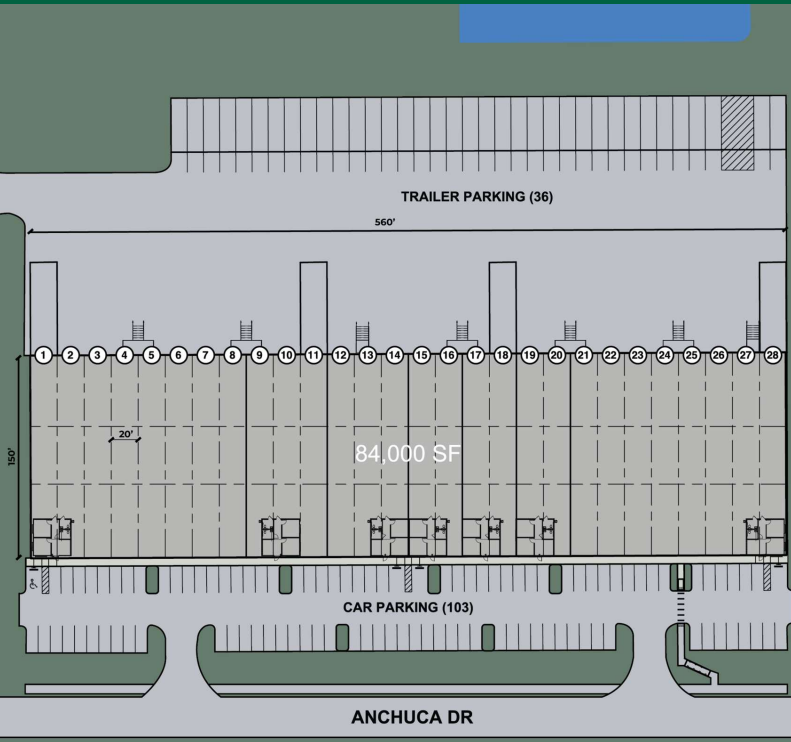 TRAILER PARKING (36)
560'
1 2 3 4 5 6 7 8 9 10 11 12 13 14 15 16 17 18 19 20 21 22 23 24 25 26 27 28
20'
150'
84,000 SF
CAR PARKING (103)
ANCHUCA DR